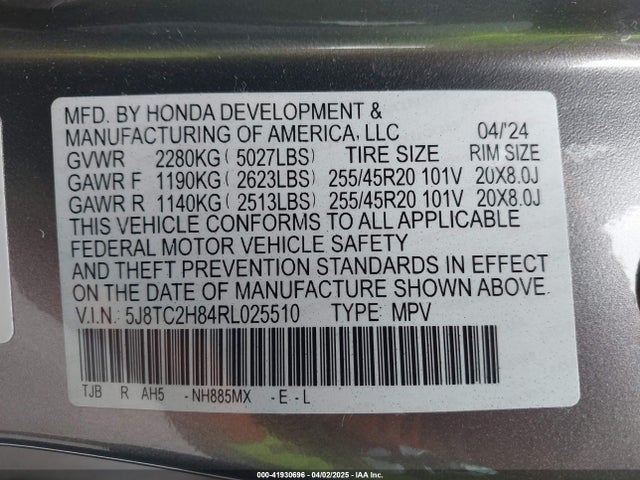 MFD. BY HONDA DEVELOPMENT &
MANUFACTURING OF AMERICA, LLC 04/'24
GVWR 2280KG ( 5027LBS) TIRE SIZE RIM SIZE
GAWR F 1190KG ( 2623LBS) 255/45R20 101V 20X8.0J
GAWR R 1140KG ( 2513LBS) 255/45R20 101V 20X8.0J
THIS VEHICLE CONFORMS TO ALL APPLICABLE
FEDERAL MOTOR VEHICLE SAFETY
AND THEFT PREVENTION STANDARDS IN EFFECT
ON THE DATE OF MANUFACTURE SHOWN ABOVE.
V.I.N.: 5J8TC2H84RL025510 TYPE: MPV
TJB R AH5 -NH885MX -E -L
000-41930696 - 04/02/2025 - IAA Inc.